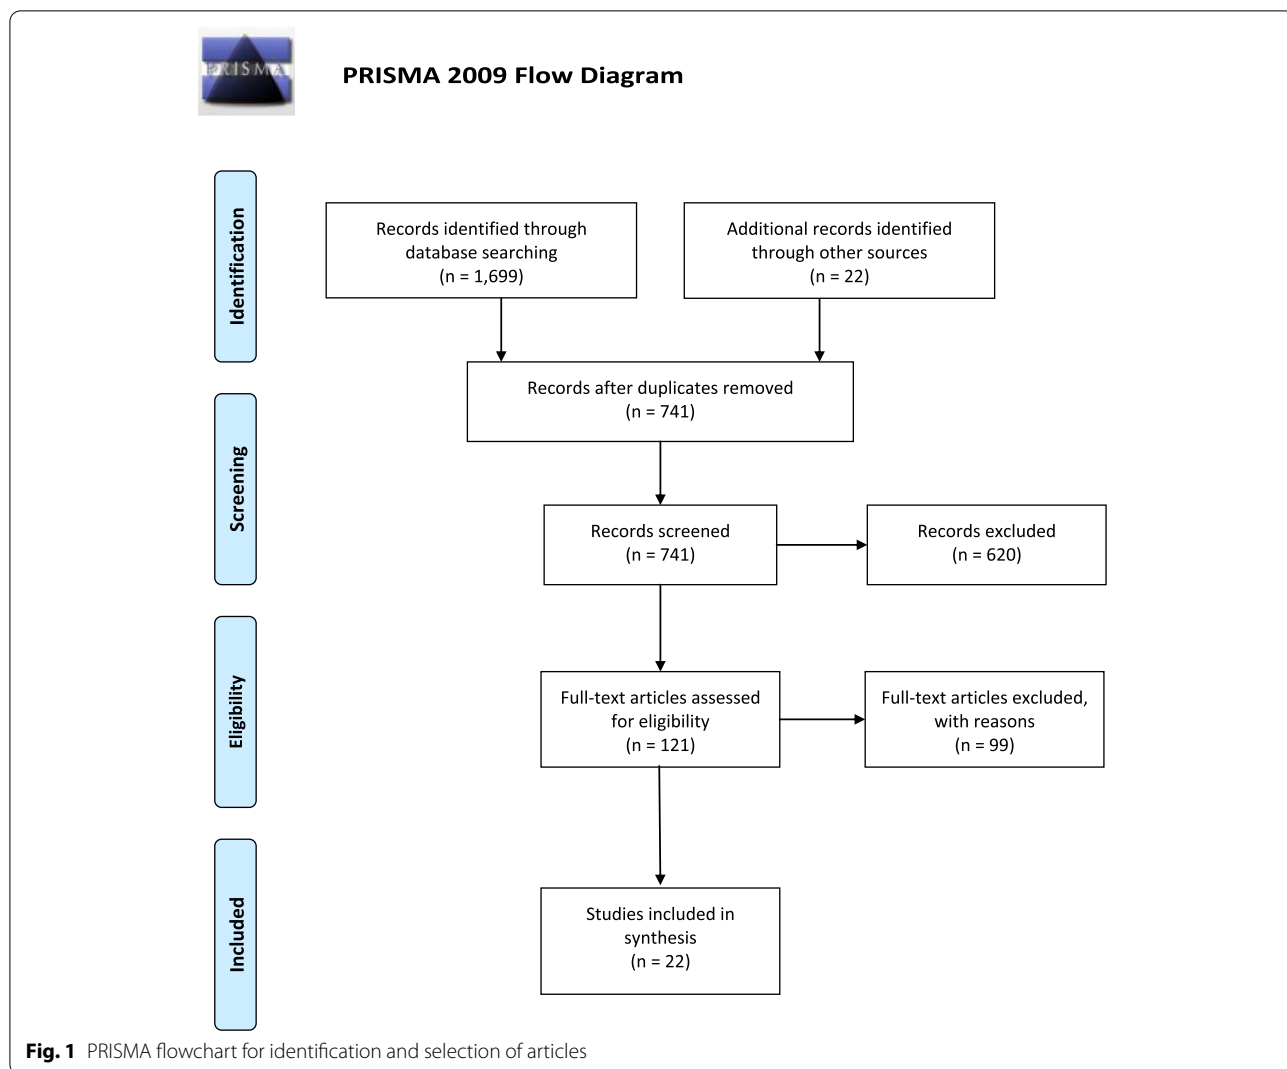 PRISMA
PRISMA 2009 Flow Diagram
Identification
Records identified through
database searching
(n = 1,699)
Additional records identified
through other sources
(n = 22)
Records after duplicates removed
(n = 741)
Screening
Records screened
(n = 741)
Records excluded
(n = 620)
Eligibility
Full-text articles assessed
for eligibility
(n = 121)
Full-text articles excluded,
with reasons
(n = 99)
Included
Studies included in
synthesis
(n = 22)
Fig. 1 PRISMA flowchart for identification and selection of articles